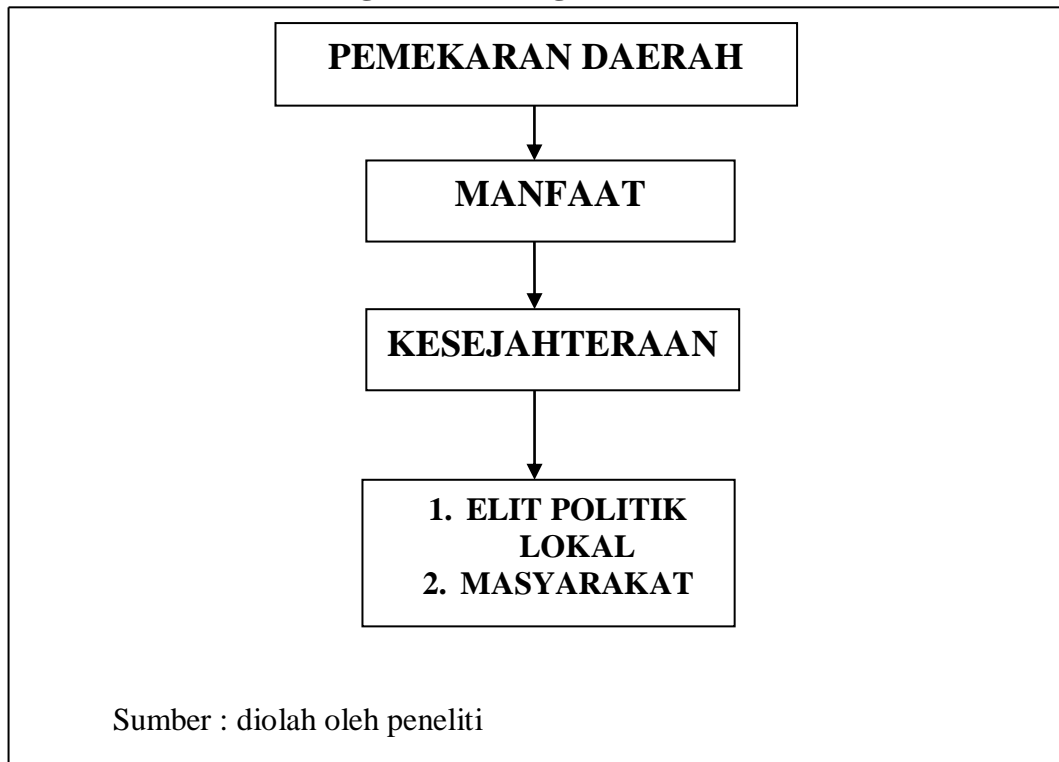 PEMEKARAN DAERAH
MANFAAT
KESEJAHTERAAN
1. ELIT POLITIK
LOKAL
2. MASYARAKAT
Sumber : diolah oleh peneliti